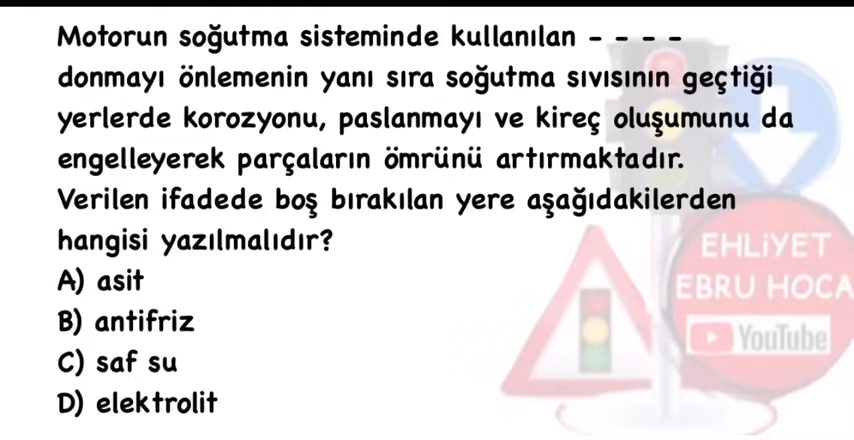 Motorun soğutma sisteminde kullanılan - - - -
donmayı önlemenin yanı sıra soğutma sıvısının geçtiği
yerlerde korozyonu, paslanmayı ve kireç oluşumunu da
engelleyerek parçaların ömrünü artırmaktadır.
Verilen ifadede boş bırakılan yere aşağıdakilerden
hangisi yazılmalıdır?
A) asit
B) antifriz
C) saf su
D) elektrolit
EHLİYET
EBRU HOCA
YouTube